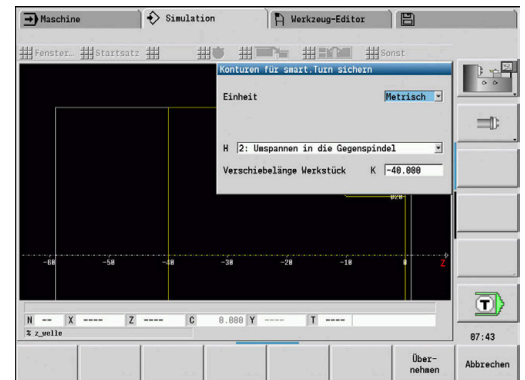 Maschine Simulation Werkzeug-Editor
Fenster… Startsatz Sonst
Konturen für smart.Turn sichern
Einheit Metrisch
H 2: Umspannen in die Gegenspindel
Verschiebelänge Werkstück K -40.000
-60 -50 -40 -30 -20 -10 0 Z
N -- X ---- Z ---- C 0.000 Y ---- T ----
% z_welle
T
07:43
Über-
nehmen
Abbrechen